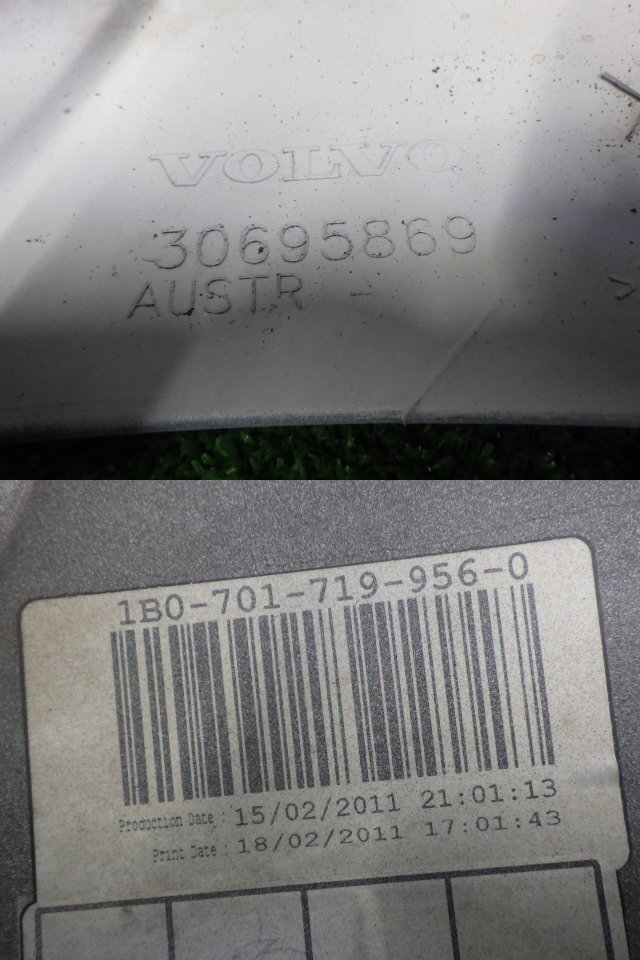 VOLVO
30695869
AUSTR -
>
1B0-701-719-956-0
Production Date : 15/02/2011 21:01:13
Print Date : 18/02/2011 17:01:43